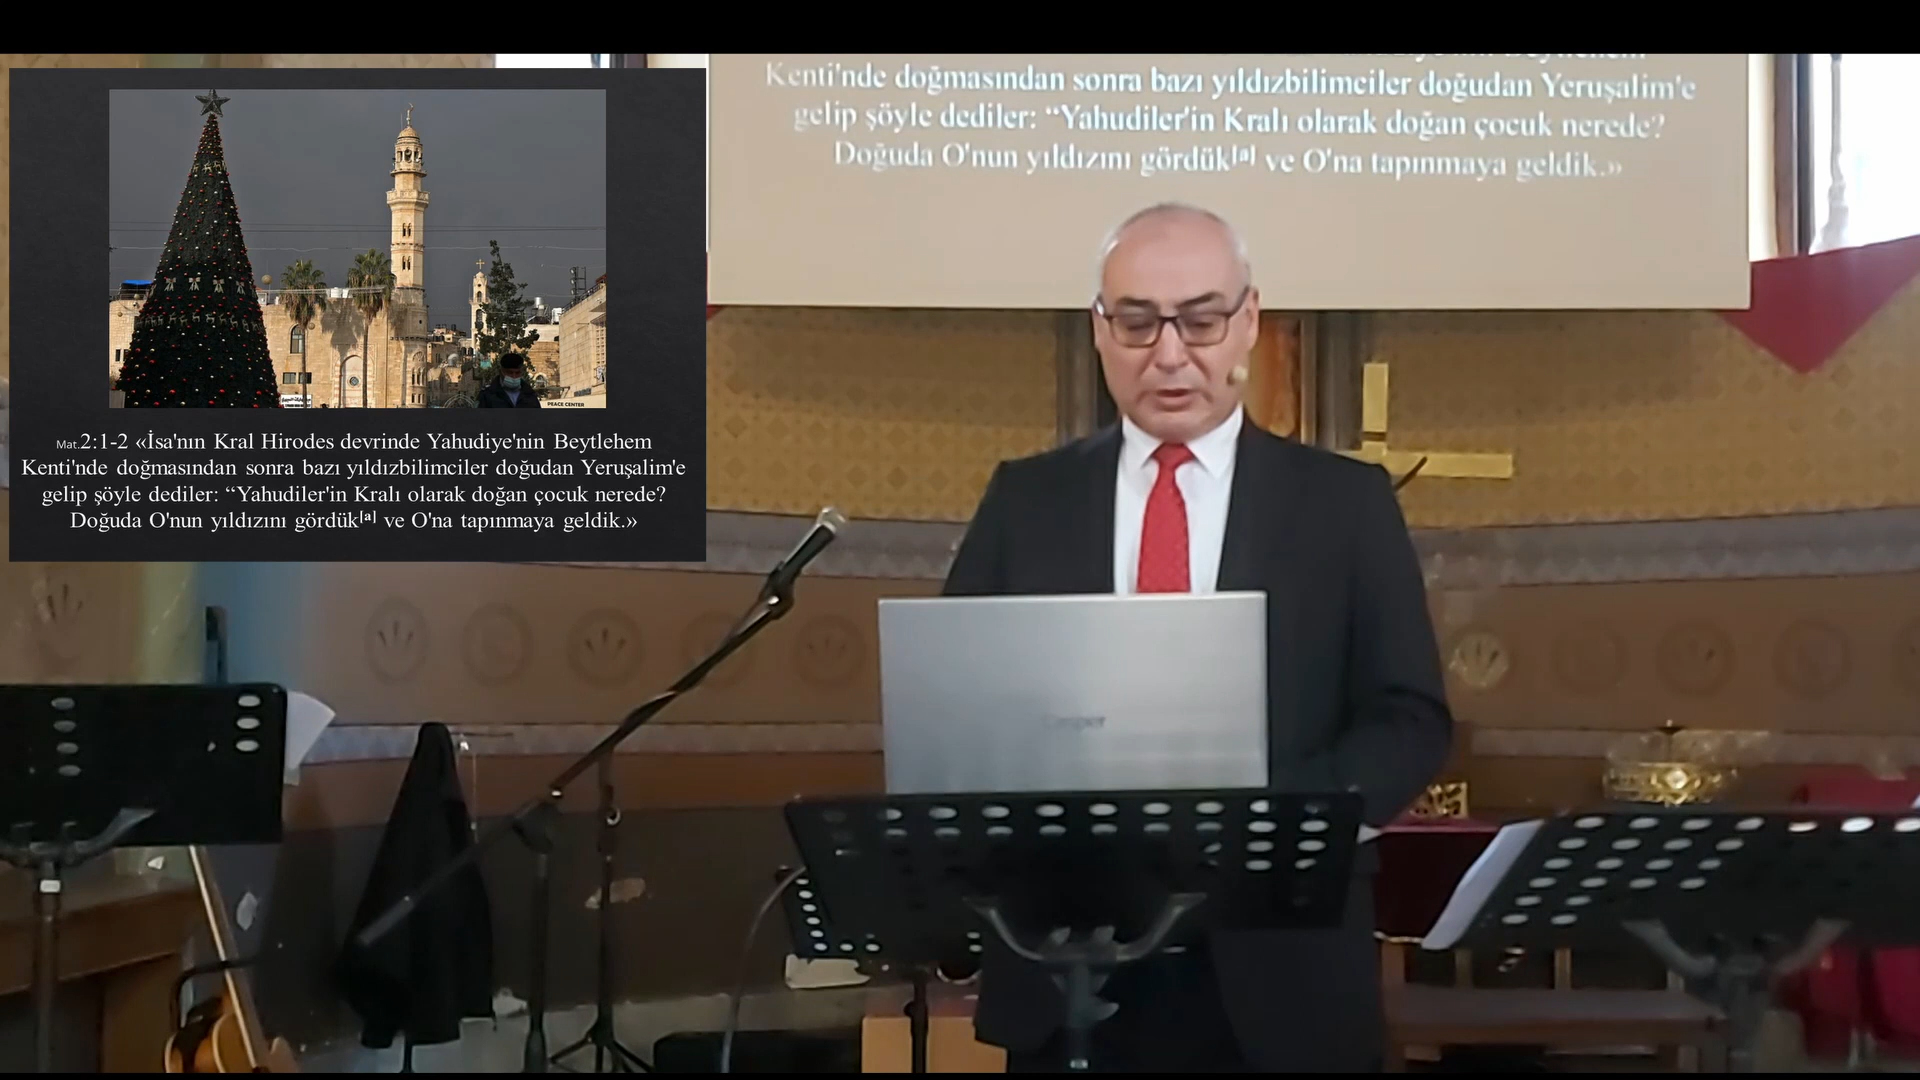 PEACE CENTER
Mat.2:1-2 «İsa'nın Kral Hirodes devrinde Yahudiye'nin Beytlehem
Kenti'nde doğmasından sonra bazı yıldızbilimciler doğudan Yeruşalim'e
gelip şöyle dediler: “Yahudiler'in Kralı olarak doğan çocuk nerede?
Doğuda O'nun yıldızını gördük[a] ve O'na tapınmaya geldik.»
Kenti'nde doğmasından sonra bazı yıldızbilimciler doğudan Yeruşalim'e
gelip şöyle dediler: “Yahudiler'in Kralı olarak doğan çocuk nerede?
Doğuda O'nun yıldızını gördük[a] ve O'na tapınmaya geldik.»